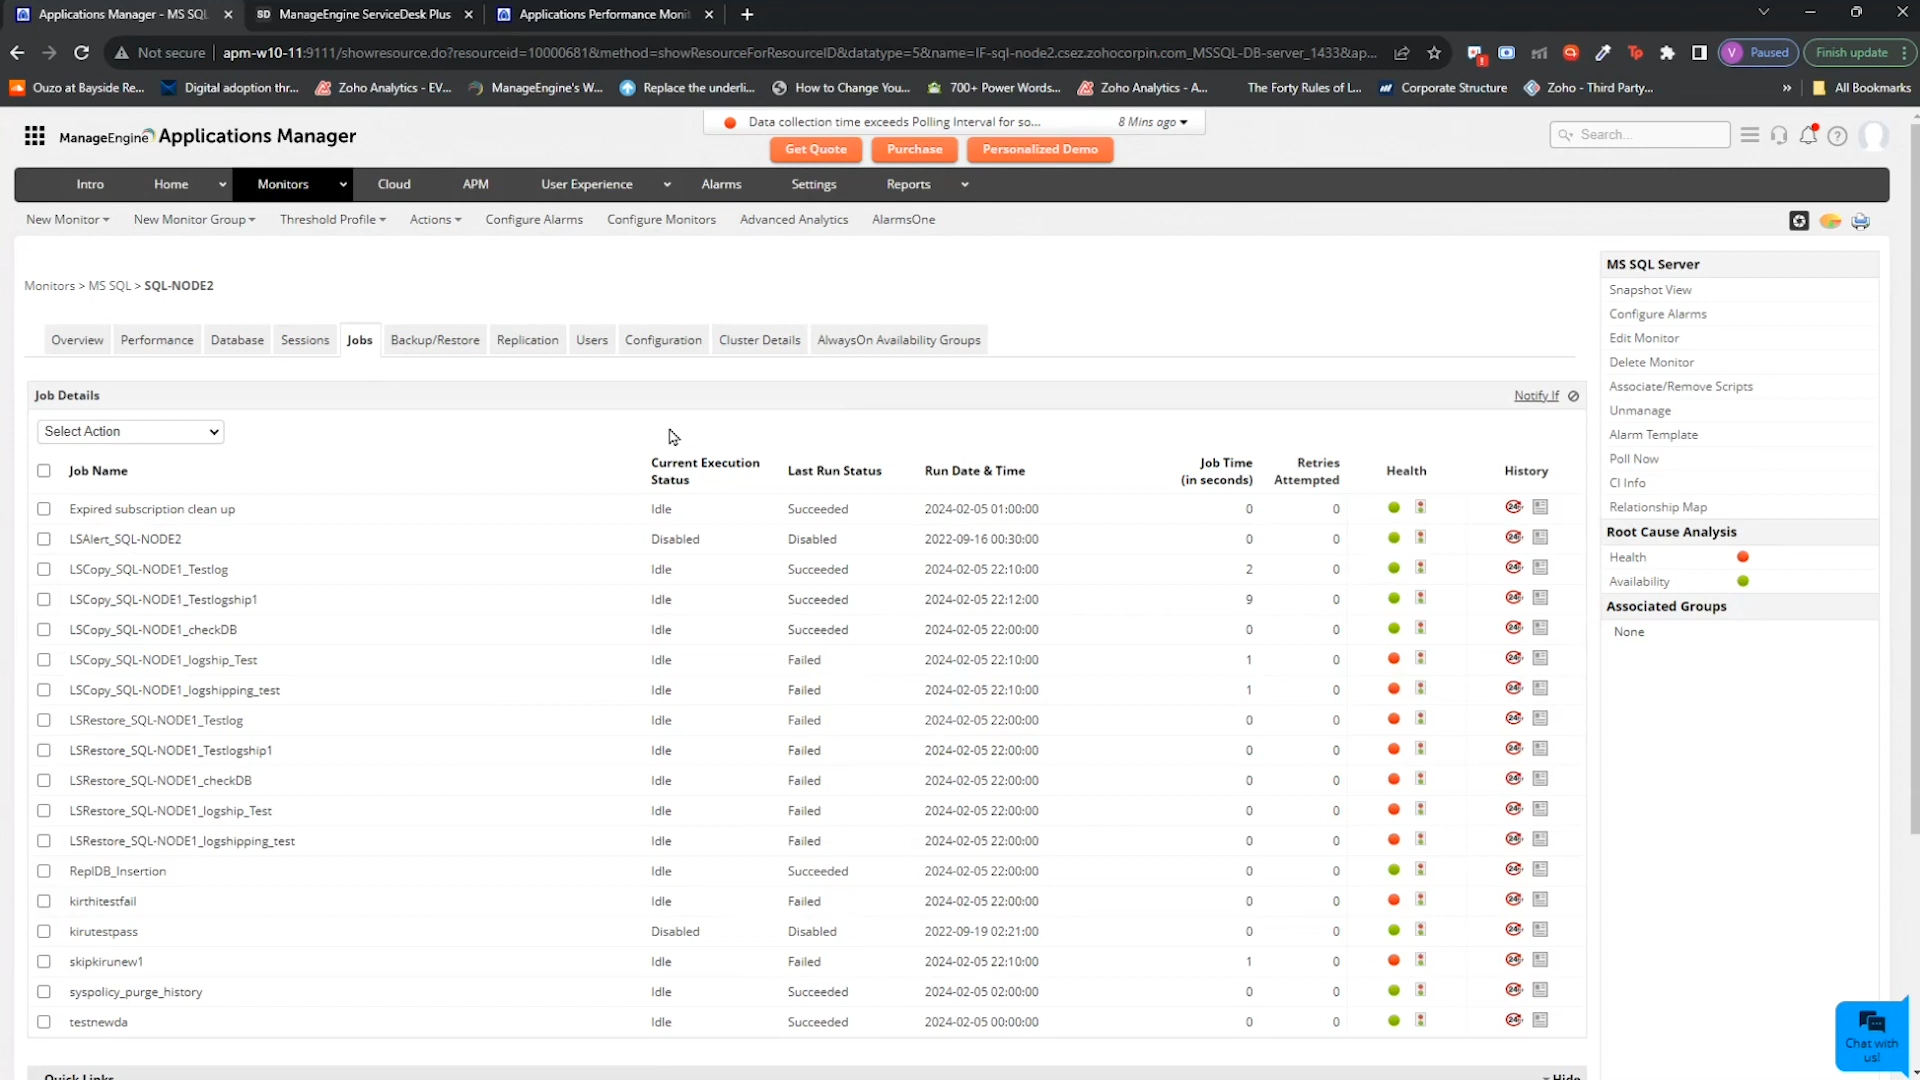 Applications Manager - MS SQL
ManageEngine ServiceDesk Plus
Applications Performance Monit
Not secure
apm-w10-11:9111/showresource.do?resourceid=10000681&method=showResourceForResourceID&datatype=5&name=IF-sql-node2.csez.zohocorpin.com_MSSQL-DB-server_1433&ap...
Paused
Finish update
Ouzo at Bayside Re...
Digital adoption thr...
Zoho Analytics - EV...
ManageEngine's W...
Replace the underli...
How to Change You...
700+ Power Words...
Zoho Analytics - A...
The Forty Rules of L...
Corporate Structure
Zoho - Third Party...
All Bookmarks
ManageEngine Applications Manager
Data collection time exceeds Polling Interval for so...
8 Mins ago
Get Quote
Purchase
Personalized Demo
Search...
Intro
Home
Monitors
Cloud
APM
User Experience
Alarms
Settings
Reports
New Monitor
New Monitor Group
Threshold Profile
Actions
Configure Alarms
Configure Monitors
Advanced Analytics
AlarmsOne
Monitors > MS SQL > SQL-NODE2
Overview
Performance
Database
Sessions
Jobs
Backup/Restore
Replication
Users
Configuration
Cluster Details
AlwaysOn Availability Groups
Job Details
Notify If
Select Action
Job Name
Current Execution Status
Last Run Status
Run Date & Time
Job Time (in seconds)
Retries Attempted
Health
History
Expired subscription clean up Idle Succeeded 2024-02-05 01:00:00 0 0
LSAlert_SQL-NODE2 Disabled Disabled 2022-09-16 00:30:00 0 0
LSCopy_SQL-NODE1_Testlog Idle Succeeded 2024-02-05 22:10:00 2 0
LSCopy_SQL-NODE1_Testlogship1 Idle Succeeded 2024-02-05 22:12:00 9 0
LSCopy_SQL-NODE1_checkDB Idle Succeeded 2024-02-05 22:00:00 0 0
LSCopy_SQL-NODE1_logship_Test Idle Failed 2024-02-05 22:10:00 1 0
LSCopy_SQL-NODE1_logshipping_test Idle Failed 2024-02-05 22:10:00 1 0
LSRestore_SQL-NODE1_Testlog Idle Failed 2024-02-05 22:00:00 0 0
LSRestore_SQL-NODE1_Testlogship1 Idle Failed 2024-02-05 22:00:00 0 0
LSRestore_SQL-NODE1_checkDB Idle Failed 2024-02-05 22:00:00 0 0
LSRestore_SQL-NODE1_logship_Test Idle Failed 2024-02-05 22:00:00 0 0
LSRestore_SQL-NODE1_logshipping_test Idle Failed 2024-02-05 22:00:00 0 0
ReplDB_Insertion Idle Succeeded 2024-02-05 22:00:00 0 0
kirthitestfail Idle Failed 2024-02-05 22:00:00 0 0
kirutestpass Disabled Disabled 2022-09-19 02:21:00 0 0
skipkirunew1 Idle Failed 2024-02-05 22:10:00 1 0
syspolicy_purge_history Idle Succeeded 2024-02-05 02:00:00 0 0
testnewda Idle Succeeded 2024-02-05 00:00:00 0 0
Quick Links
Hide
MS SQL Server
Snapshot View
Configure Alarms
Edit Monitor
Delete Monitor
Associate/Remove Scripts
Unmanage
Alarm Template
Poll Now
CI Info
Relationship Map
Root Cause Analysis
Health
Availability
Associated Groups
None
Chat with us!